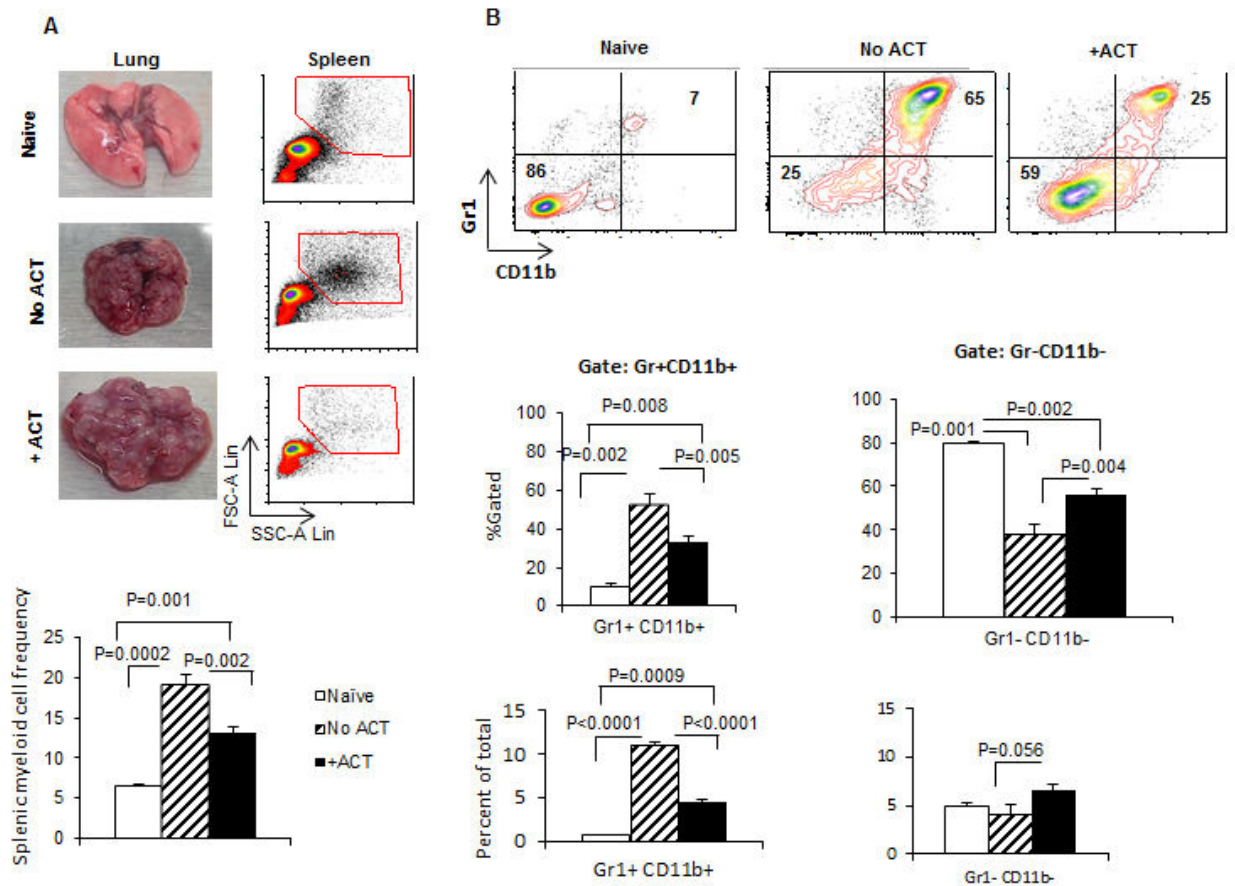 A
Lung
Spleen
Naive
No ACT
+ ACT
FSC-A Lin
SSC-A Lin
Splenic myeloid cell frequency
25
20
15
10
5
0
P=0.001
P=0.0002
P=0.002
Naïve
No ACT
+ACT
B
Naive
No ACT
+ACT
7
86
65
25
25
59
Gr1
CD11b
Gate: Gr+CD11b+
%Gated
100
80
60
40
20
0
P=0.008
P=0.002
P=0.005
Gr1+ CD11b+
Gate: Gr-CD11b-
100
80
60
40
20
0
P=0.002
P=0.001
P=0.004
Gr1- CD11b-
Percent of total
15
10
5
0
P=0.0009
P<0.0001
P<0.0001
Gr1+ CD11b+
15
10
5
0
P=0.056
Gr1- CD11b-